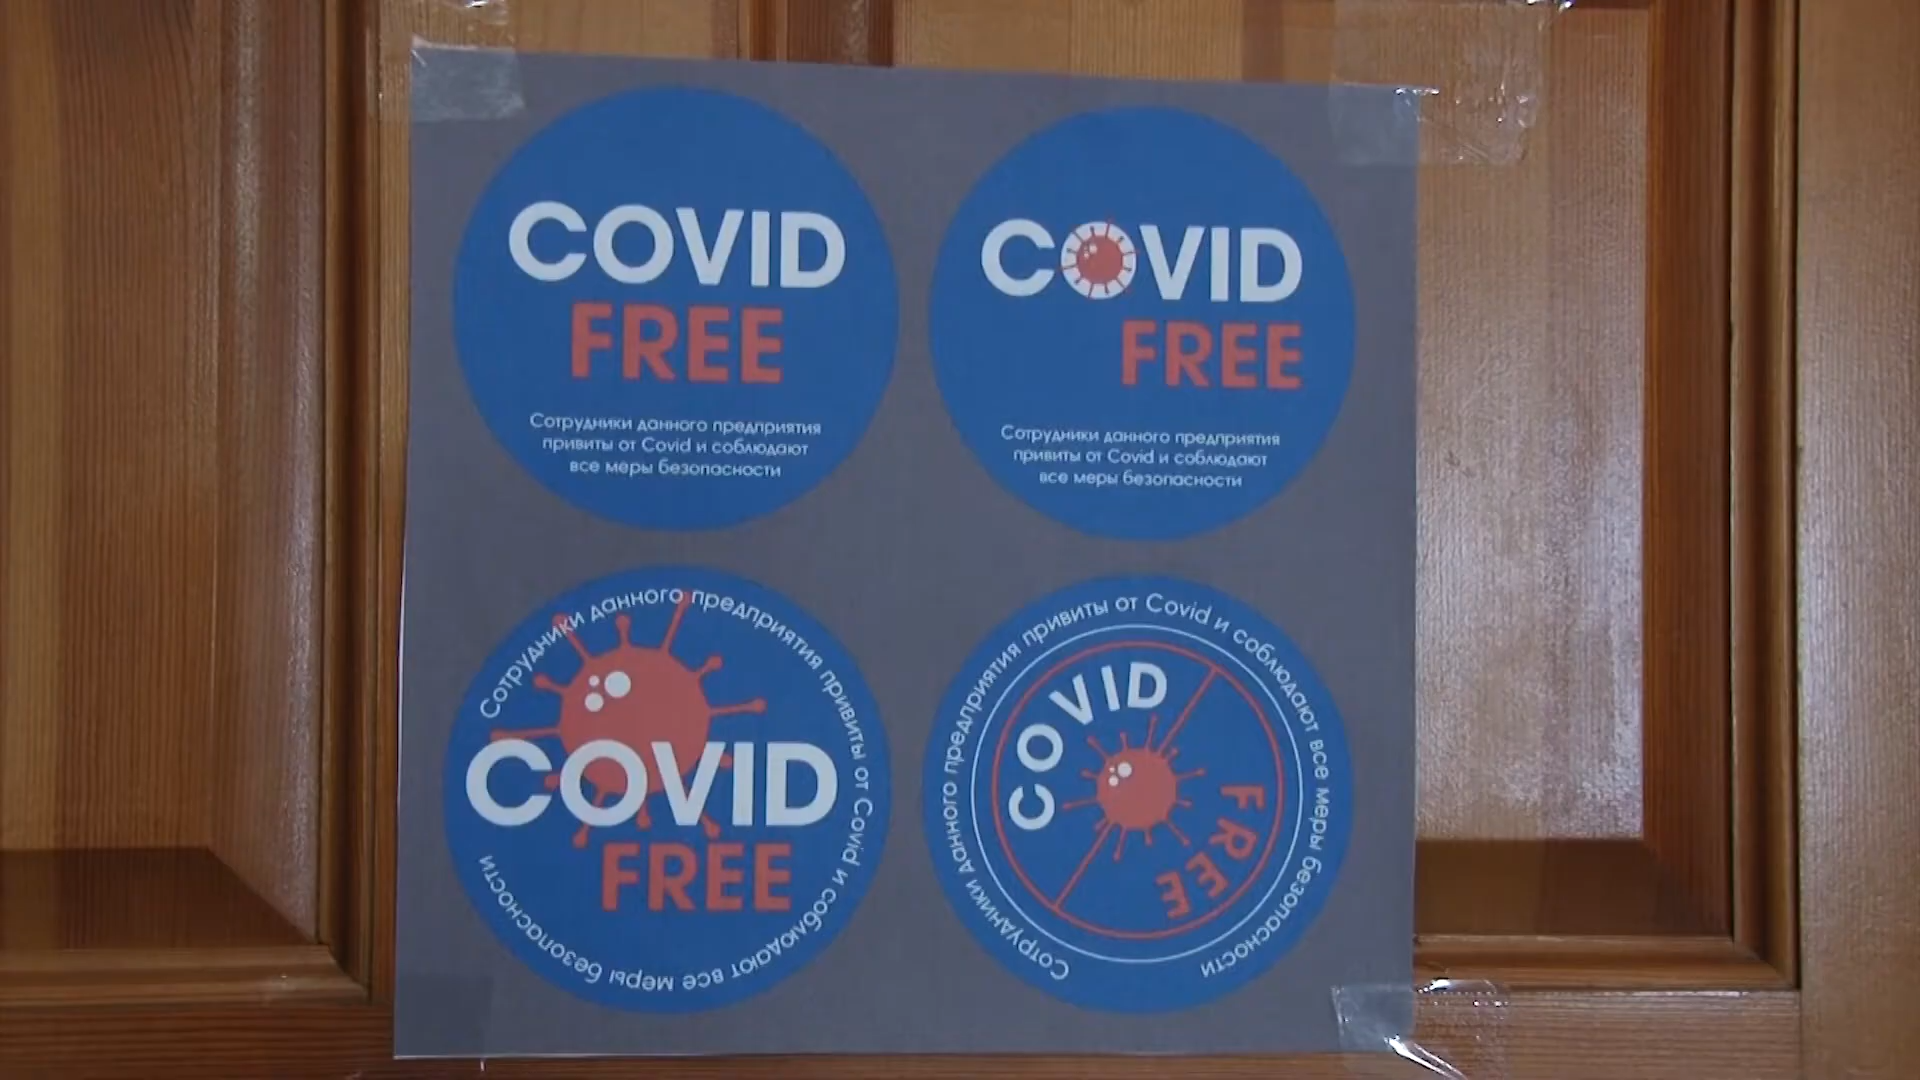 COVID
FREE
Сотрудники данного предприятия
привиты от Covid и соблюдают
все меры безопасности
COVID
FREE
Сотрудники данного предприятия
привиты от Covid и соблюдают
все меры безопасности
Сотрудники данного предприятия привиты от Covid и соблюдают все меры безопасности
COVID
FREE
Сотрудники данного предприятия привиты от Covid и соблюдают все меры безопасности
COVID
FREE